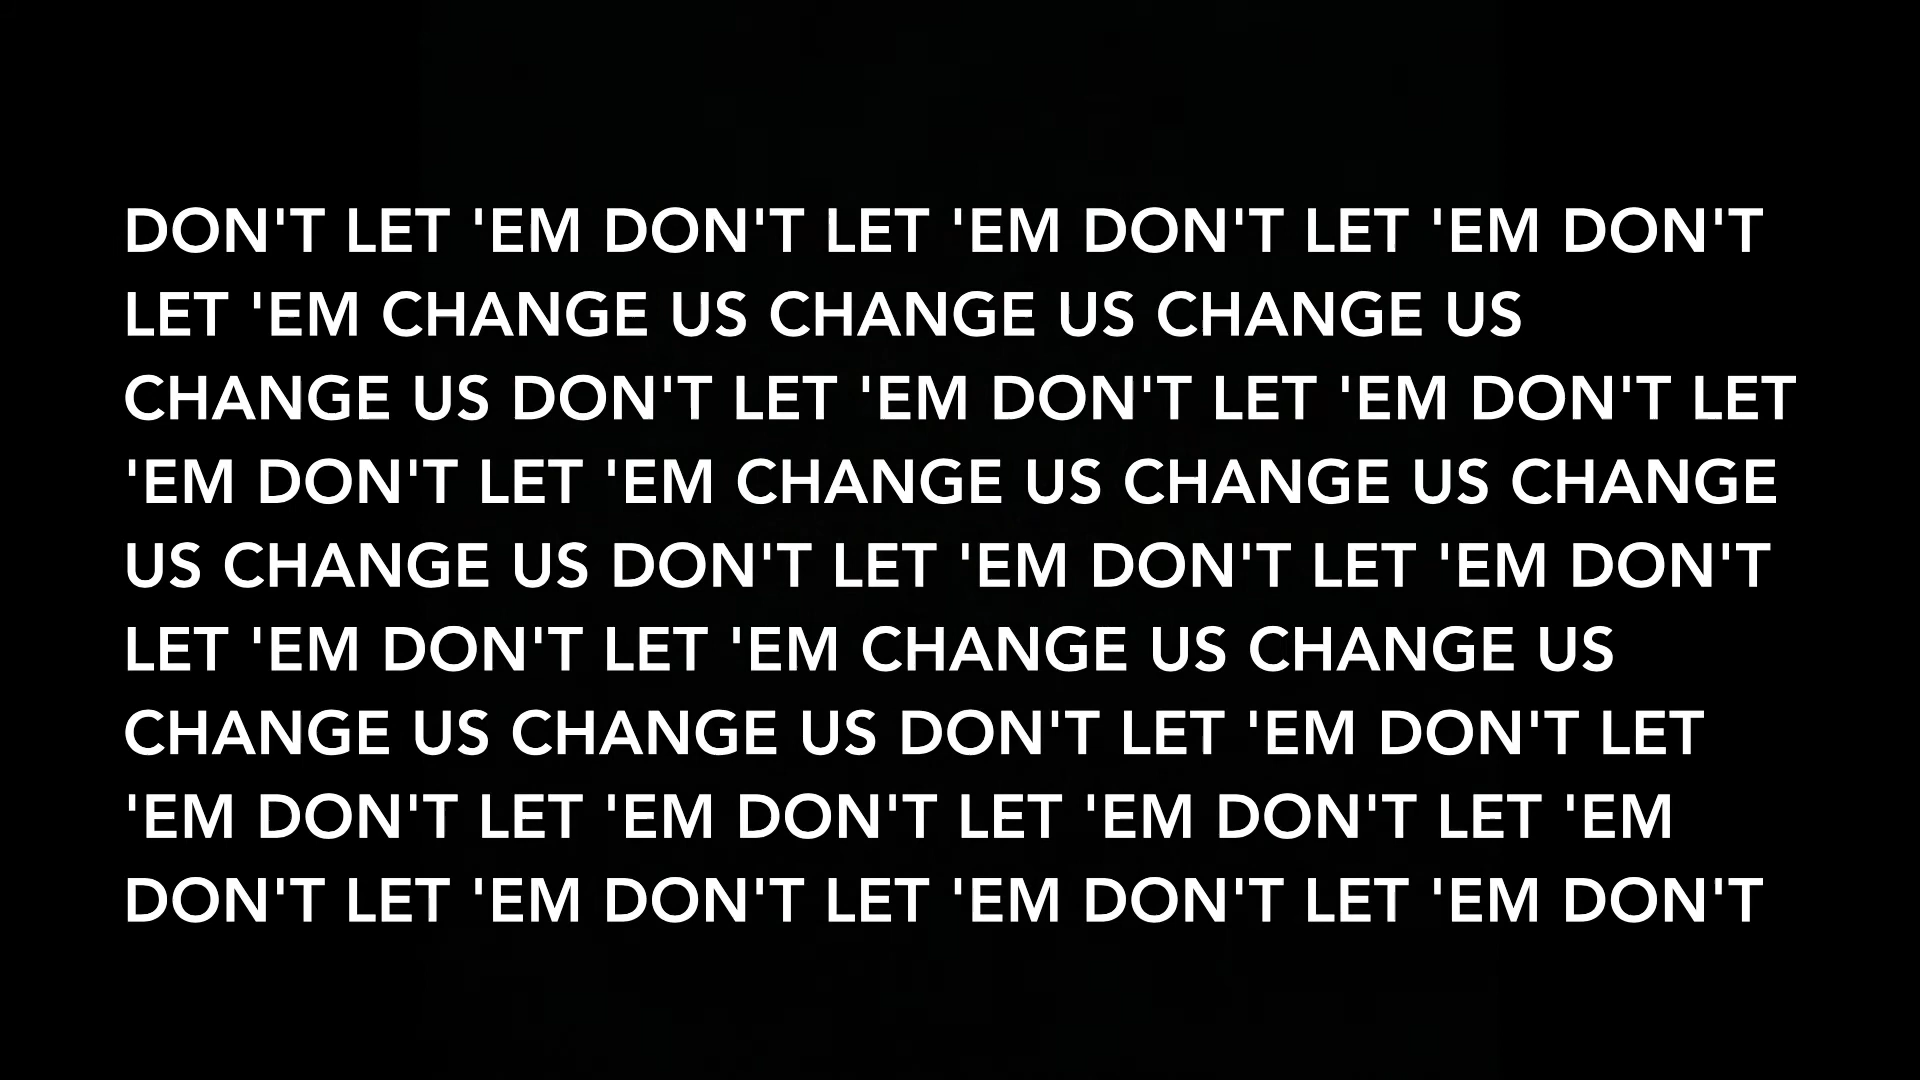 DON'T LET 'EM DON'T LET 'EM DON'T LET 'EM DON'T
LET 'EM CHANGE US CHANGE US CHANGE US
CHANGE US DON'T LET 'EM DON'T LET 'EM DON'T LET
'EM DON'T LET 'EM CHANGE US CHANGE US CHANGE
US CHANGE US DON'T LET 'EM DON'T LET 'EM DON'T
LET 'EM DON'T LET 'EM CHANGE US CHANGE US
CHANGE US CHANGE US DON'T LET 'EM DON'T LET
'EM DON'T LET 'EM DON'T LET 'EM DON'T LET 'EM
DON'T LET 'EM DON'T LET 'EM DON'T LET 'EM DON'T